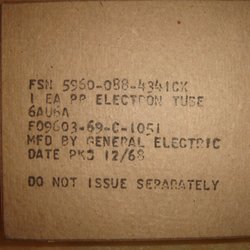 FSN 5960-088-4341CK
1 EA PP ELECTRON TUBE
6AU6A
F09603-69-C-1051
MFD BY GENERAL ELECTRIC
DATE PKD 12/68
DO NOT ISSUE SEPARATELY